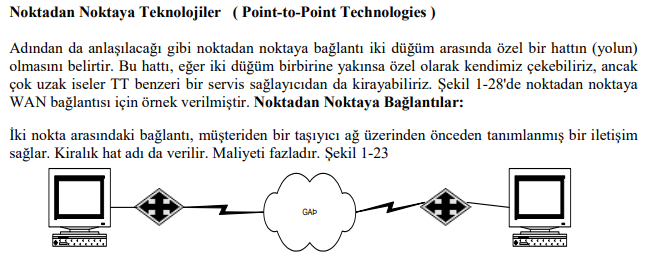 Noktadan Noktaya Teknolojiler ( Point-to-Point Technologies )
Adından da anlaşılacağı gibi noktadan noktaya bağlantı iki düğüm arasında özel bir hattın (yolun)
olmasını belirtir. Bu hattı, eğer iki düğüm birbirine yakınsa özel olarak kendimiz çekebiliriz, ancak
çok uzak iseler TT benzeri bir servis sağlayıcıdan da kirayabiliriz. Şekil 1-28'de noktadan noktaya
WAN bağlantısı için örnek verilmiştir. Noktadan Noktaya Bağlantılar:
İki nokta arasındaki bağlantı, müşteriden bir taşıyıcı ağ üzerinden önceden tanımlanmış bir iletişim
sağlar. Kiralık hat adı da verilir. Maliyeti fazladır. Şekil 1-23
GAÞ